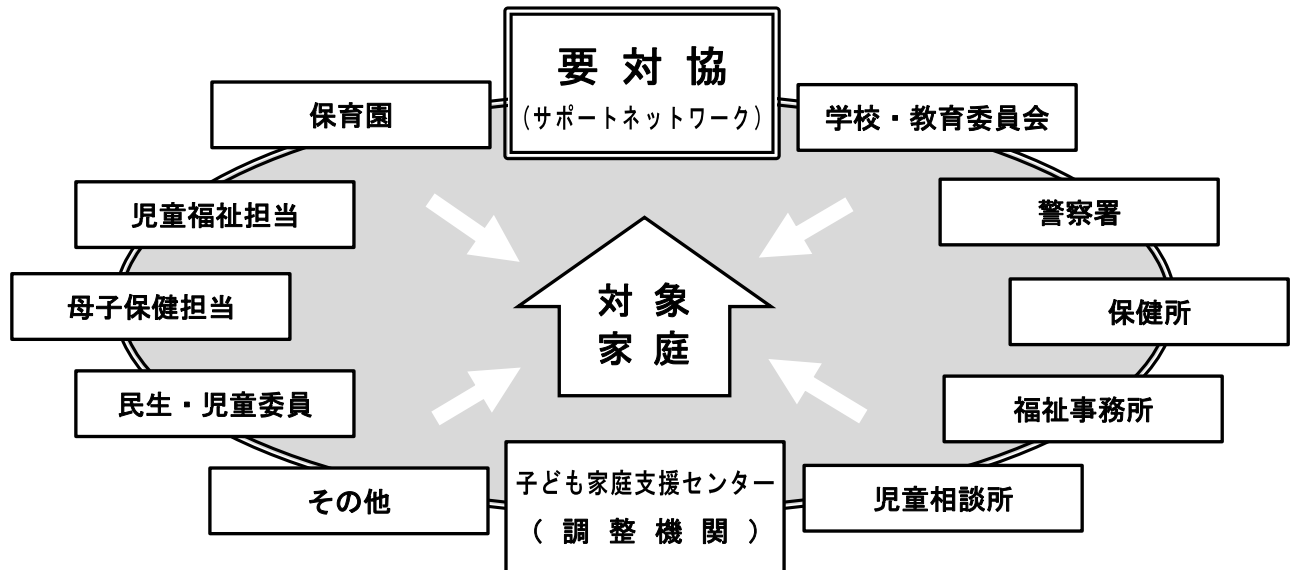 要対協
(サポートネットワーク)
保育園
学校・教育委員会
児童福祉担当
警察署
母子保健担当
対象
家庭
保健所
民生・児童委員
福祉事務所
その他
子ども家庭支援センター
(調整機関)
児童相談所